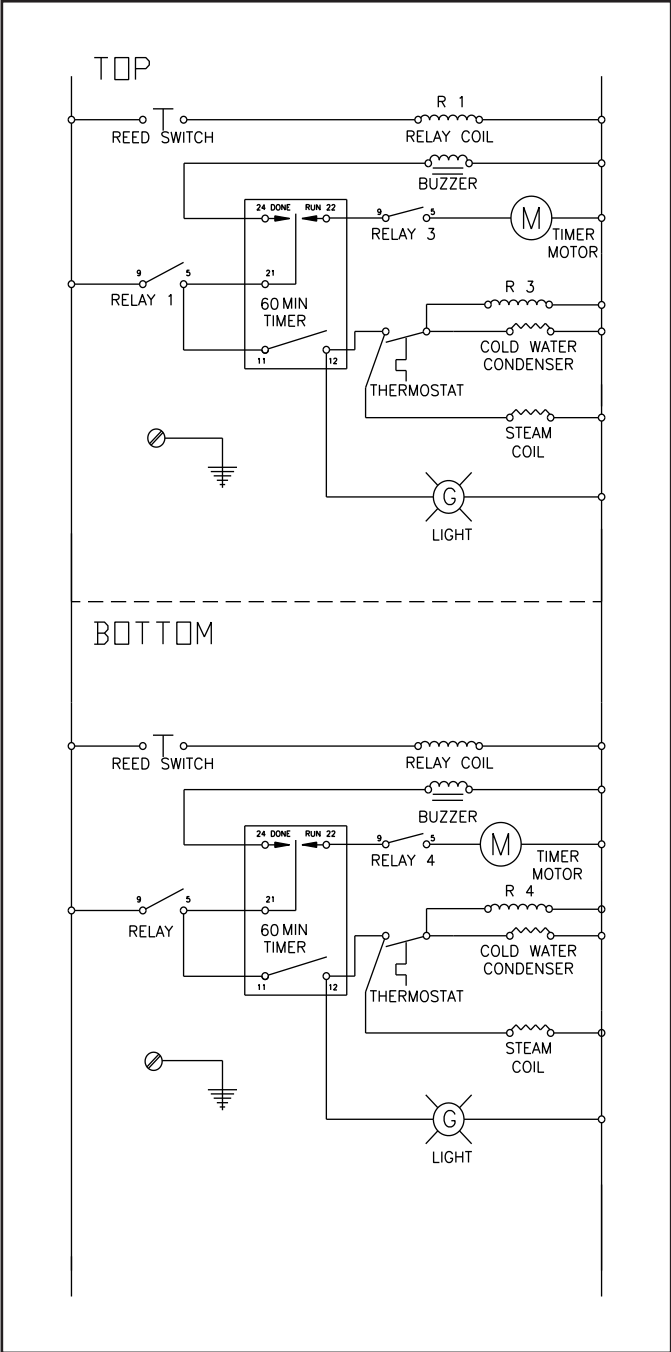 TOP
R 1
REED SWITCH
RELAY COIL
BUZZER
24 DONE RUN 22
9 5
RELAY 3
M
TIMER
MOTOR
9 5
RELAY 1
21
60 MIN
TIMER
R 3
COLD WATER
CONDENSER
11 12
THERMOSTAT
STEAM
COIL
G
LIGHT
BOTTOM
REED SWITCH
RELAY COIL
BUZZER
24 DONE RUN 22
9 5
RELAY 4
M
TIMER
MOTOR
9 5
RELAY
21
60 MIN
TIMER
R 4
COLD WATER
CONDENSER
11 12
THERMOSTAT
STEAM
COIL
G
LIGHT